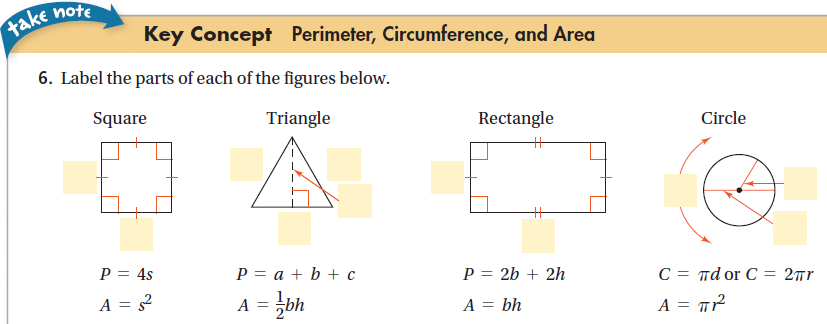 take note
Key Concept Perimeter, Circumference, and Area
6. Label the parts of each of the figures below.
Square Triangle Rectangle Circle
P = 4s P = a + b + c P = 2b + 2h C = πd or C = 2πr
A = s² A = ½bh A = bh A = πr²